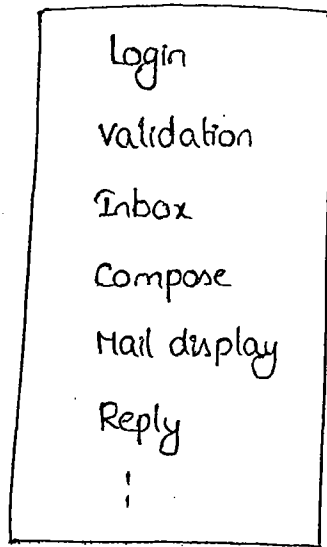 Login
validation
Inbox
Compose
Mail display
Reply